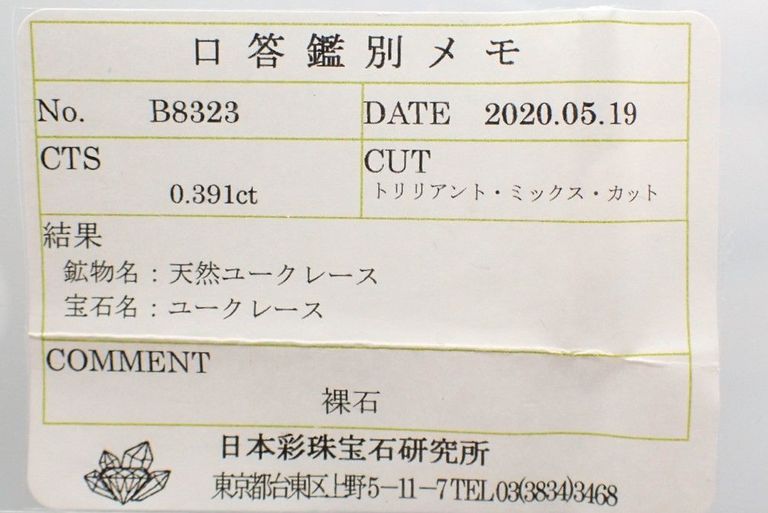 口答鑑別メモ
No. B8323 DATE 2020.05.19
CTS CUT
0.391ct トリリアント・ミックス・カット
結果
鉱物名：天然ユークレース
宝石名：ユークレース
COMMENT
裸石
日本彩珠宝石研究所
東京都台東区上野5-11-7 TEL 03(3834)3468